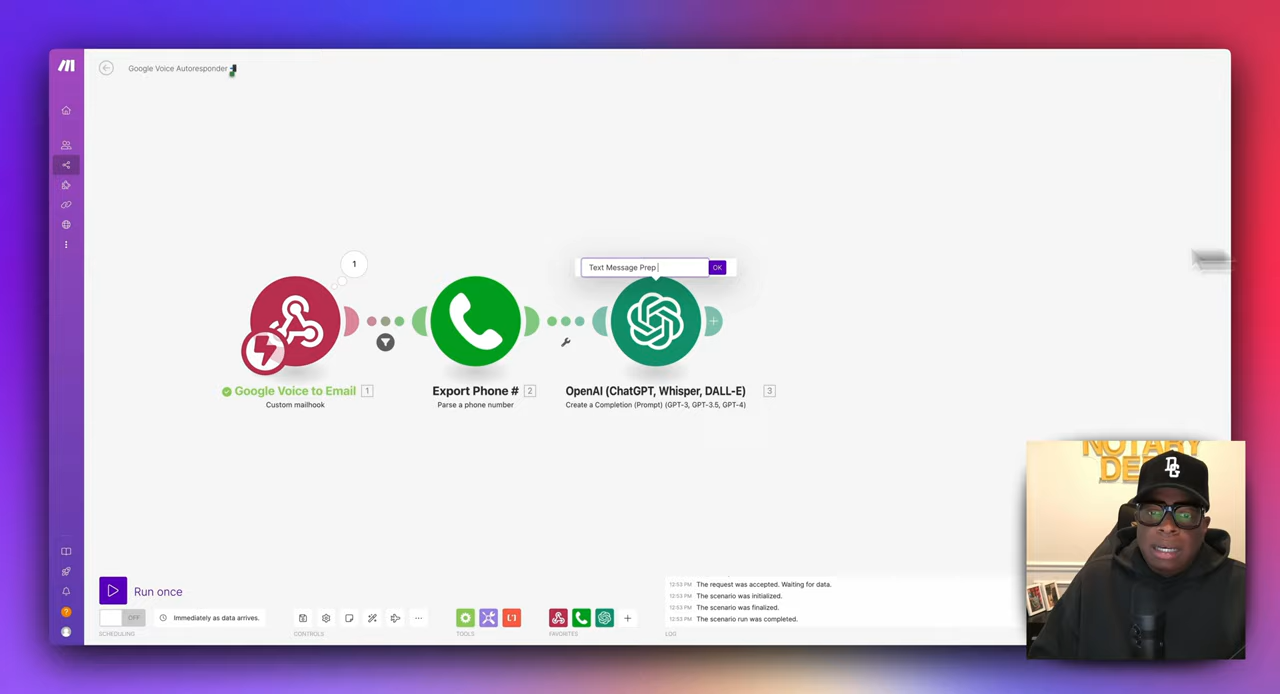 Google Voice Autoresponder
1
Text Message Prep
OK
Google Voice to Email 1
Custom mailhook
Export Phone # 2
Parse a phone number
OpenAI (ChatGPT, Whisper, DALL-E) 3
Create a Completion (Prompt) (GPT-3, GPT-3.5, GPT-4)
NOTARY
Run once
12:53 PM The request was accepted. Waiting for data.
12:53 PM The scenario was initialized.
12:53 PM The scenario was finalized.
12:53 PM The scenario run was completed.
OFF
Immediately as data arrives.
SCHEDULING
CONTROLS
TOOLS
FAVORITES
LOG